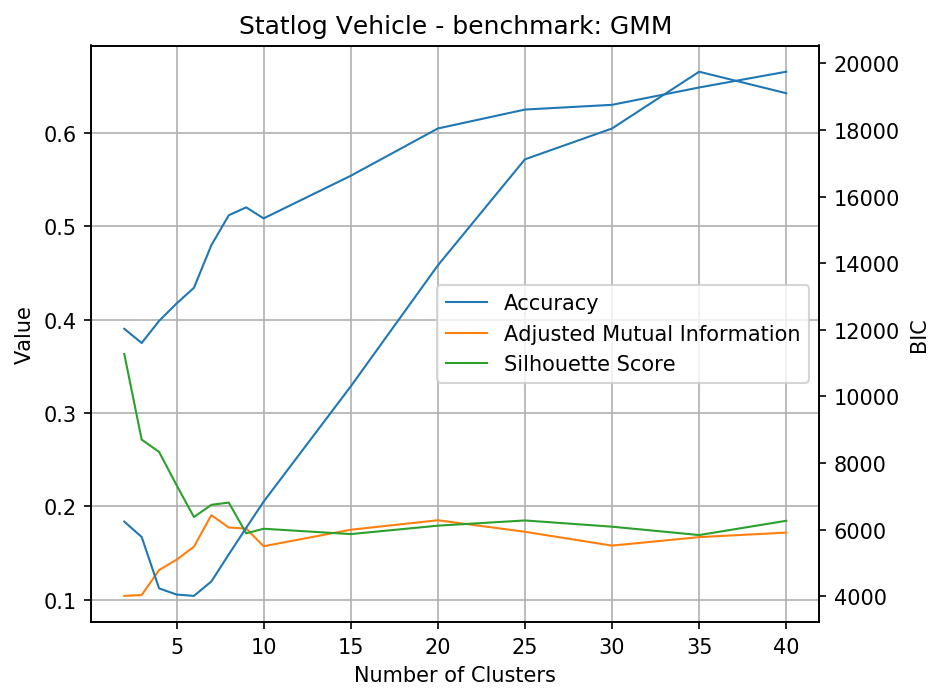 Statlog Vehicle - benchmark: GMM
Value
0.6
0.5
0.4
0.3
0.2
0.1
20000
18000
16000
14000
12000
10000
8000
6000
4000
BIC
Accuracy
Adjusted Mutual Information
Silhouette Score
5 10 15 20 25 30 35 40
Number of Clusters